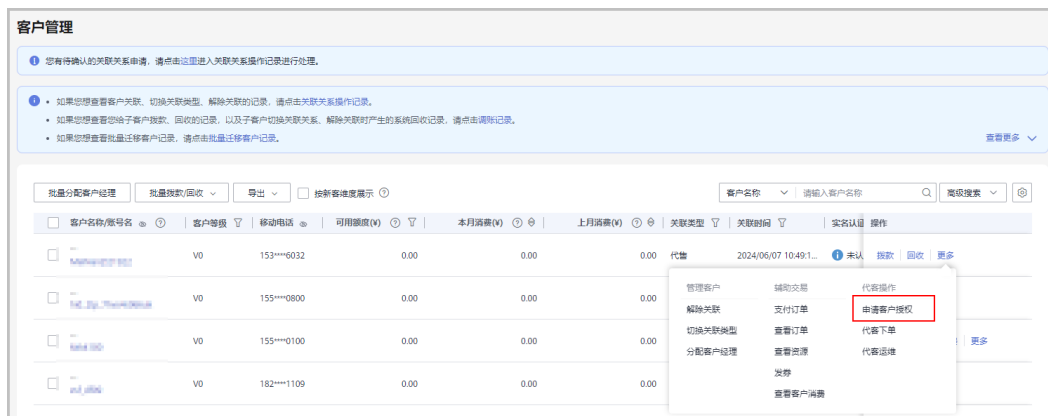 客户管理
您有待确认的关联关系申请，请点击这里进入关联关系操作记录进行处理。
• 如果您想查看客户关联、切换关联类型、解除关联的记录，请点击关联关系操作记录。
• 如果您想查看您给子客户拨款、回收的记录，以及子客户切换关联关系、解除关联时产生的系统回收记录，请点击调账记录。
• 如果您想查看批量迁移客户记录，请点击批量迁移客户记录。 查看更多
批量分配客户经理 批量拨款/回收 导出 按新客维度展示 客户名称 请输入客户名称 高级搜索
客户名称/账号名 客户等级 移动电话 可用额度(¥) 本月消费(¥) 上月消费(¥) 关联类型 关联时间 实名认证 操作
-- V0 153****6032 0.00 0.00 0.00 代售 2024/06/07 10:49:1... 未认 拨款 回收 更多
管理客户 辅助交易 代客操作
-- V0 155****0800 0.00 0.00 0.00 解除关联 支付订单 申请客户授权
切换关联类型 查看订单 代客下单
-- V0 155****0100 0.00 0.00 0.00 更多
分配客户经理 查看资源 代客运维
发券
-- V0 182****1109 0.00 0.00 0.00
查看客户消费